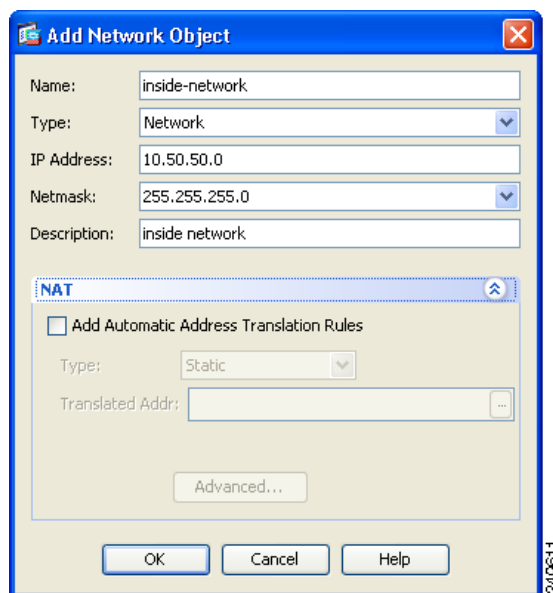 Add Network Object
Name: inside-network
Type: Network
IP Address: 10.50.50.0
Netmask: 255.255.255.0
Description: inside network
NAT
Add Automatic Address Translation Rules
Type: Static
Translated Addr: ...
Advanced...
OK Cancel Help
240611